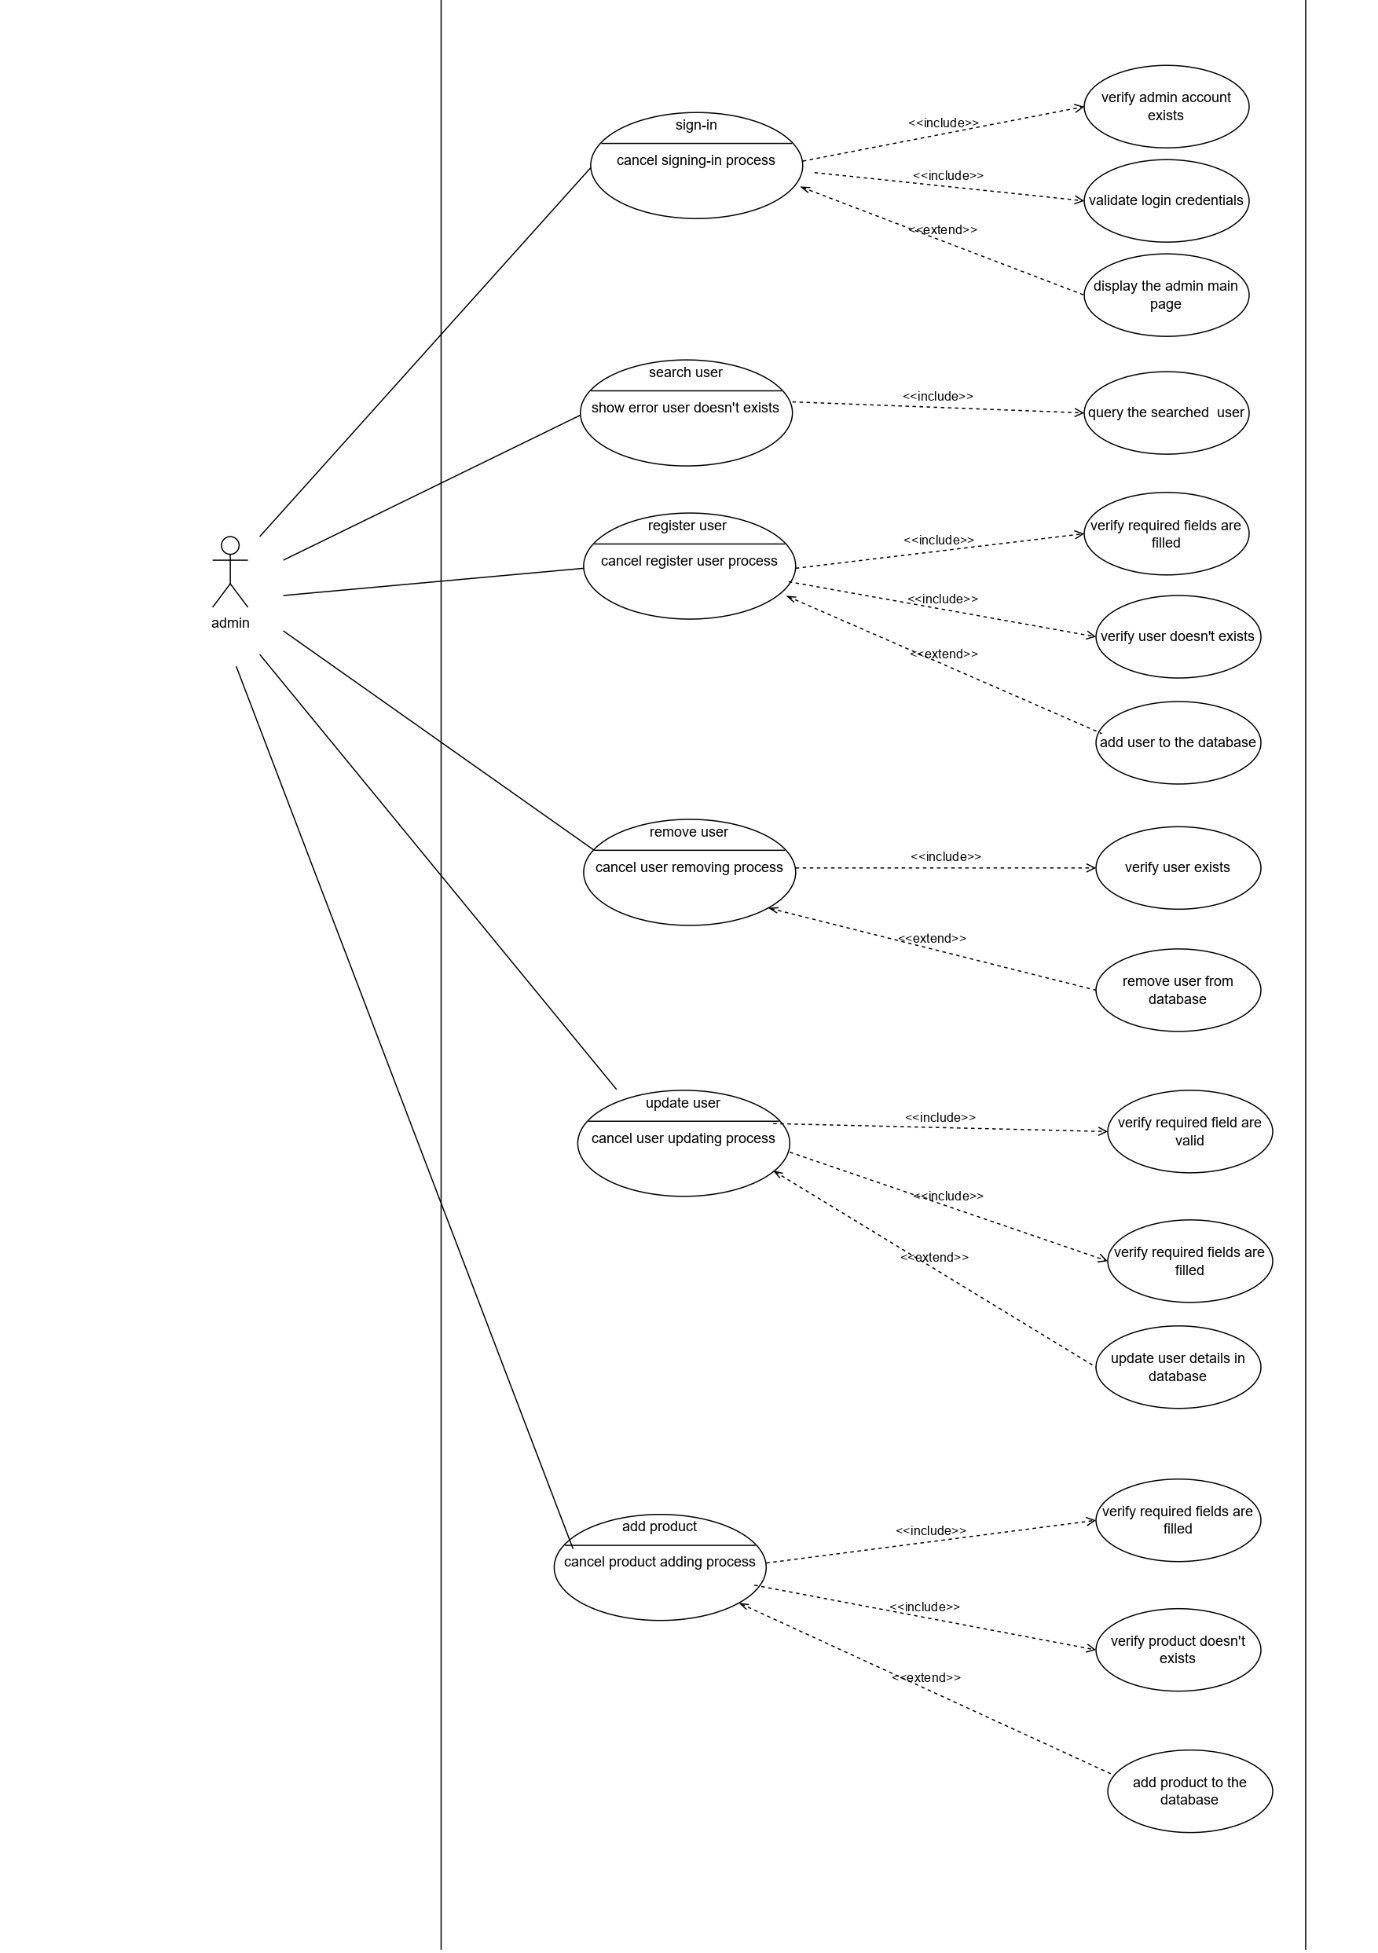 verify admin account
exists
sign-in
<<include>>
cancel signing-in process
<<include>>
validate login credentials
<<extend>>
display the admin main
page
search user
show error user doesn't exists
<<include>>
query the searched  user
register user
verify required fields are
filled
<<include>>
cancel register user process
<<include>>
admin
verify user doesn't exists
<<extend>>
add user to the database
remove user
<<include>>
cancel user removing process
verify user exists
<<extend>>
remove user from
database
update user
<<include>>
verify required field are
valid
cancel user updating process
<<include>>
<<extend>>
verify required fields are
filled
update user details in
database
add product
verify required fields are
filled
<<include>>
cancel product adding process
<<include>>
verify product doesn't
exists
<<extend>>
add product to the
database